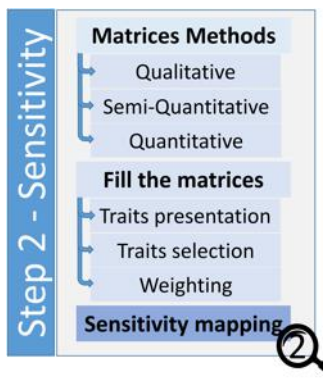 Step 2 - Sensitivity
Matrices Methods
Qualitative
Semi-Quantitative
Quantitative
Fill the matrices
Traits presentation
Traits selection
Weighting
Sensitivity mapping
2